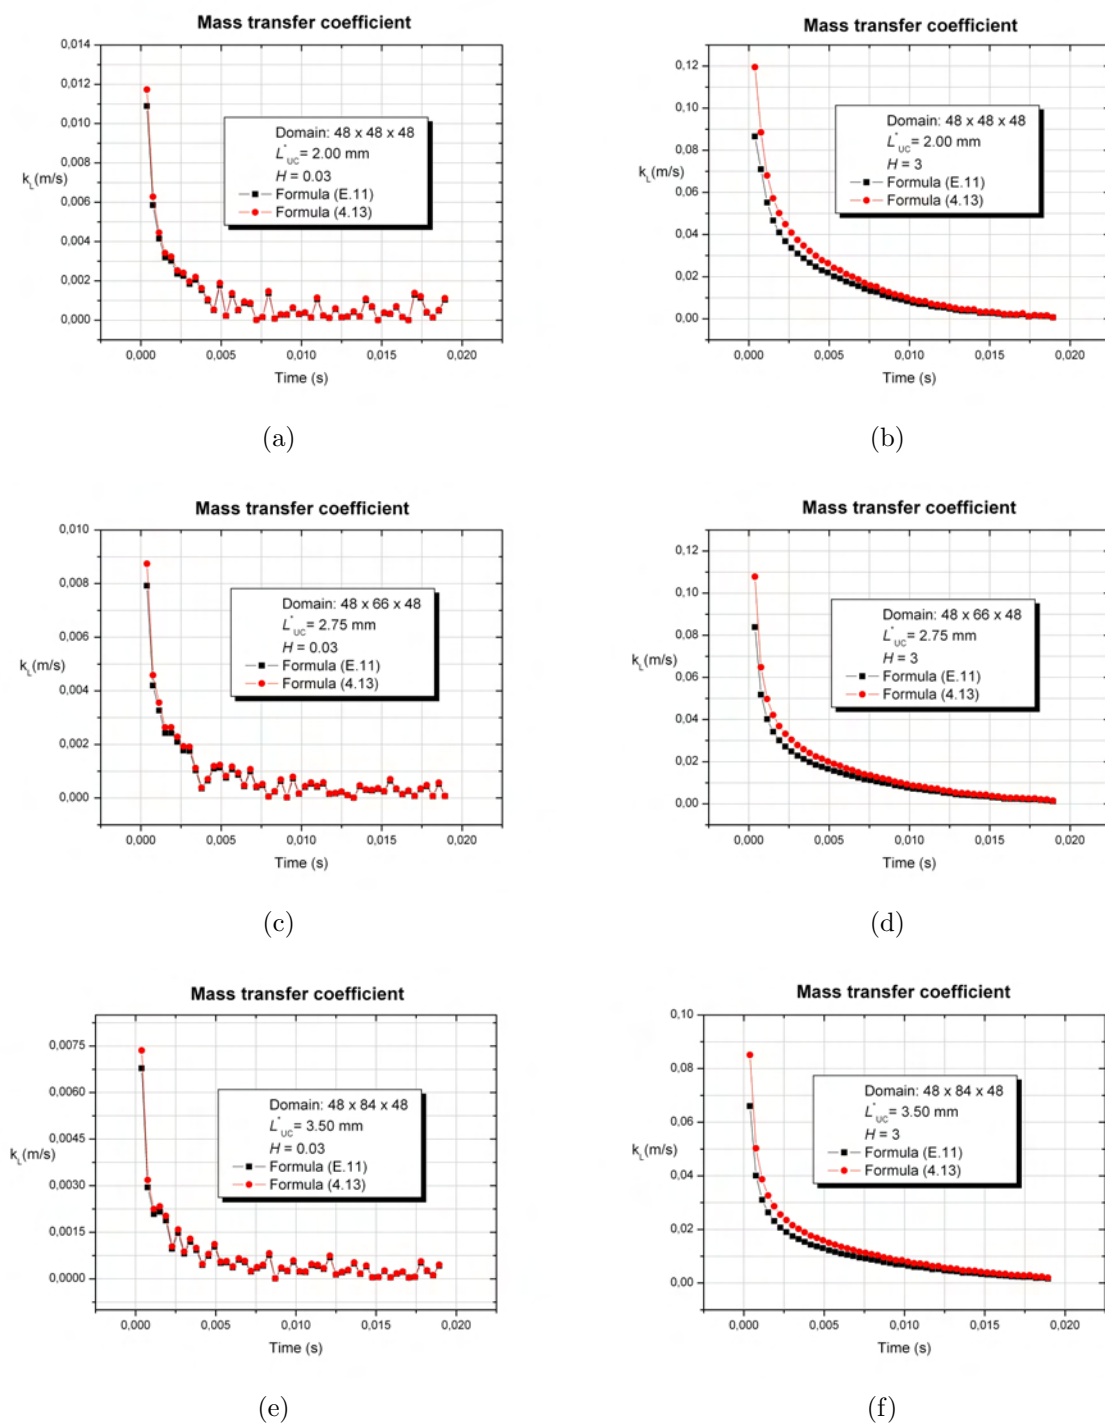 Mass transfer coefficient
0,014
0,012
0,010
0,008
0,006
0,004
0,002
0,000
k_L(m/s)
Domain: 48 x 48 x 48
L*_UC = 2.00 mm
H = 0.03
Formula (E.11)
Formula (4.13)
0,000 0,005 0,010 0,015 0,020
Time (s)
(a)
Mass transfer coefficient
0,12
0,10
0,08
0,06
0,04
0,02
0,00
k_L(m/s)
Domain: 48 x 48 x 48
L*_UC = 2.00 mm
H = 3
Formula (E.11)
Formula (4.13)
0,000 0,005 0,010 0,015 0,020
Time (s)
(b)
Mass transfer coefficient
0,010
0,008
0,006
0,004
0,002
0,000
k_L(m/s)
Domain: 48 x 66 x 48
L*_UC = 2.75 mm
H = 0.03
Formula (E.11)
Formula (4.13)
0,000 0,005 0,010 0,015 0,020
Time (s)
(c)
Mass transfer coefficient
0,12
0,10
0,08
0,06
0,04
0,02
0,00
k_L(m/s)
Domain: 48 x 66 x 48
L*_UC = 2.75 mm
H = 3
Formula (E.11)
Formula (4.13)
0,000 0,005 0,010 0,015 0,020
Time (s)
(d)
Mass transfer coefficient
0,0075
0,0060
0,0045
0,0030
0,0015
0,0000
k_L(m/s)
Domain: 48 x 84 x 48
L*_UC = 3.50 mm
H = 0.03
Formula (E.11)
Formula (4.13)
0,000 0,005 0,010 0,015 0,020
Time (s)
(e)
Mass transfer coefficient
0,10
0,08
0,06
0,04
0,02
0,00
k_L(m/s)
Domain: 48 x 84 x 48
L*_UC = 3.50 mm
H = 3
Formula (E.11)
Formula (4.13)
0,000 0,005 0,010 0,015 0,020
Time (s)
(f)